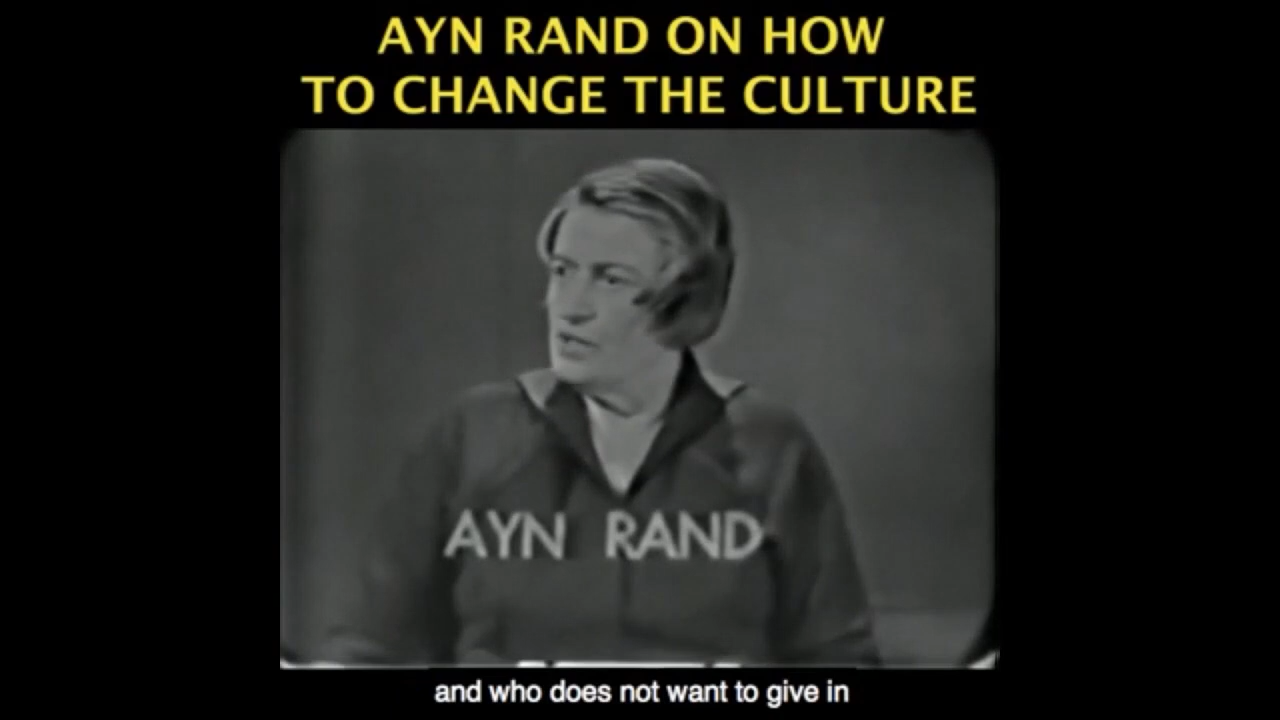 AYN RAND ON HOW
TO CHANGE THE CULTURE
AYN RAND
and who does not want to give in